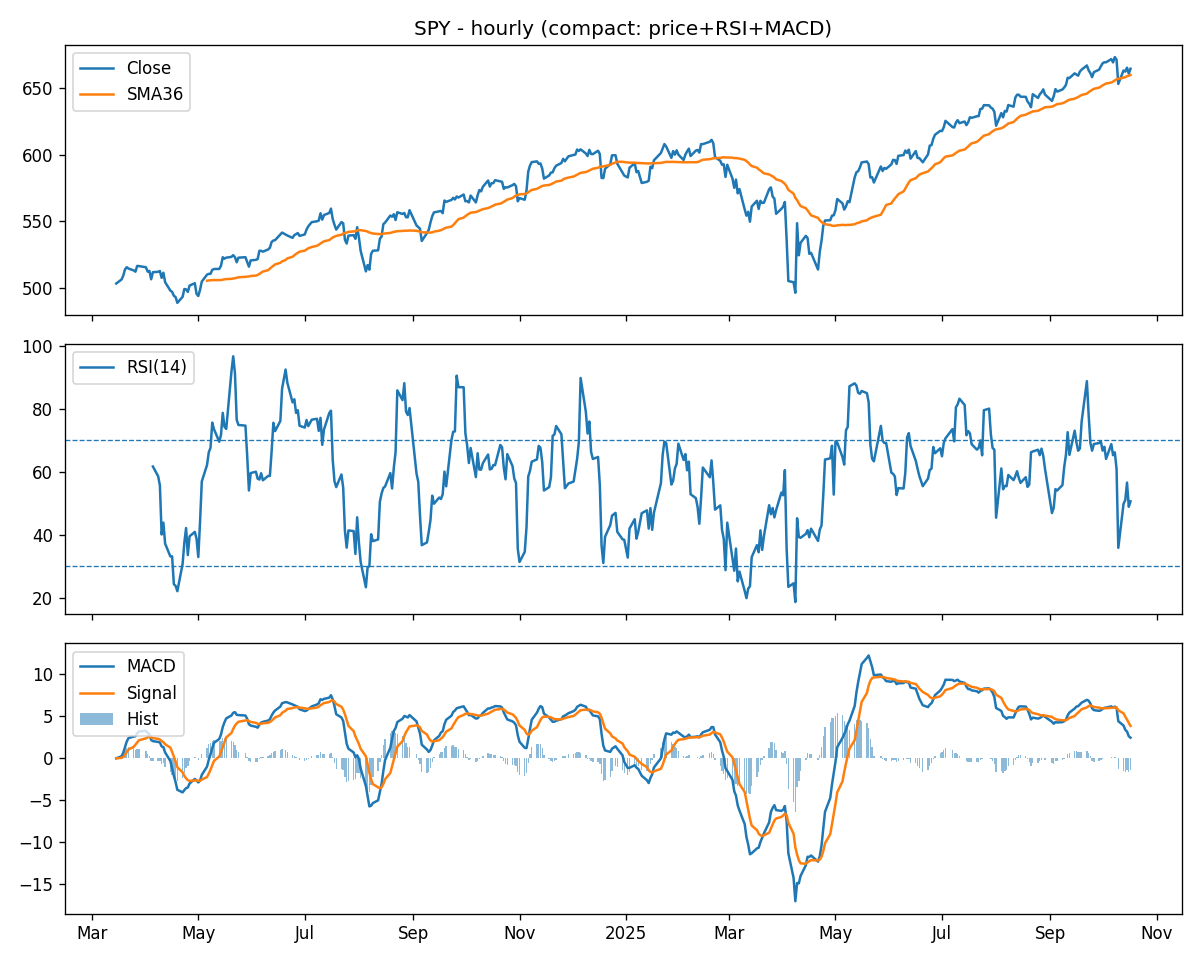 SPY - hourly (compact: price+RSI+MACD)
Close
SMA36
650
600
550
500
RSI(14)
100
80
60
40
20
MACD
Signal
Hist
10
5
0
−5
−10
−15
Mar May Jul Sep Nov 2025 Mar May Jul Sep Nov